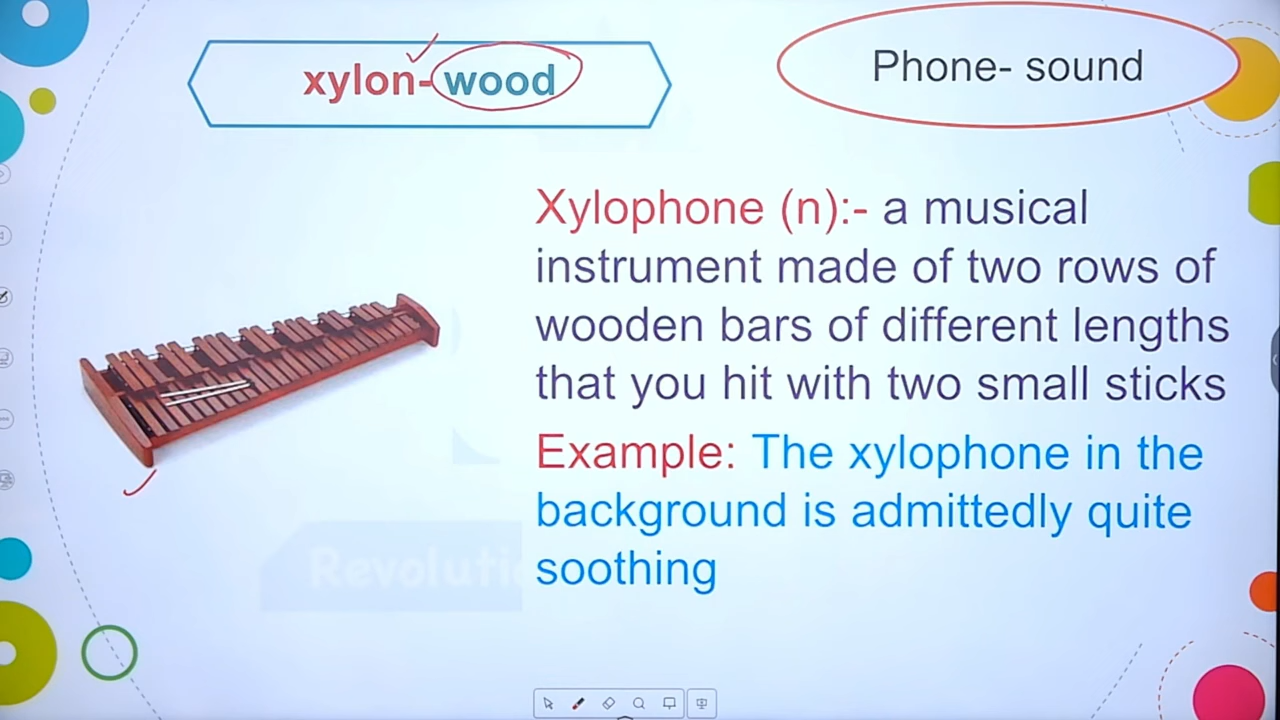 xylon-wood
Phone- sound
Xylophone (n):- a musical
instrument made of two rows of
wooden bars of different lengths
that you hit with two small sticks
Example: The xylophone in the
background is admittedly quite
soothing
Revoluti